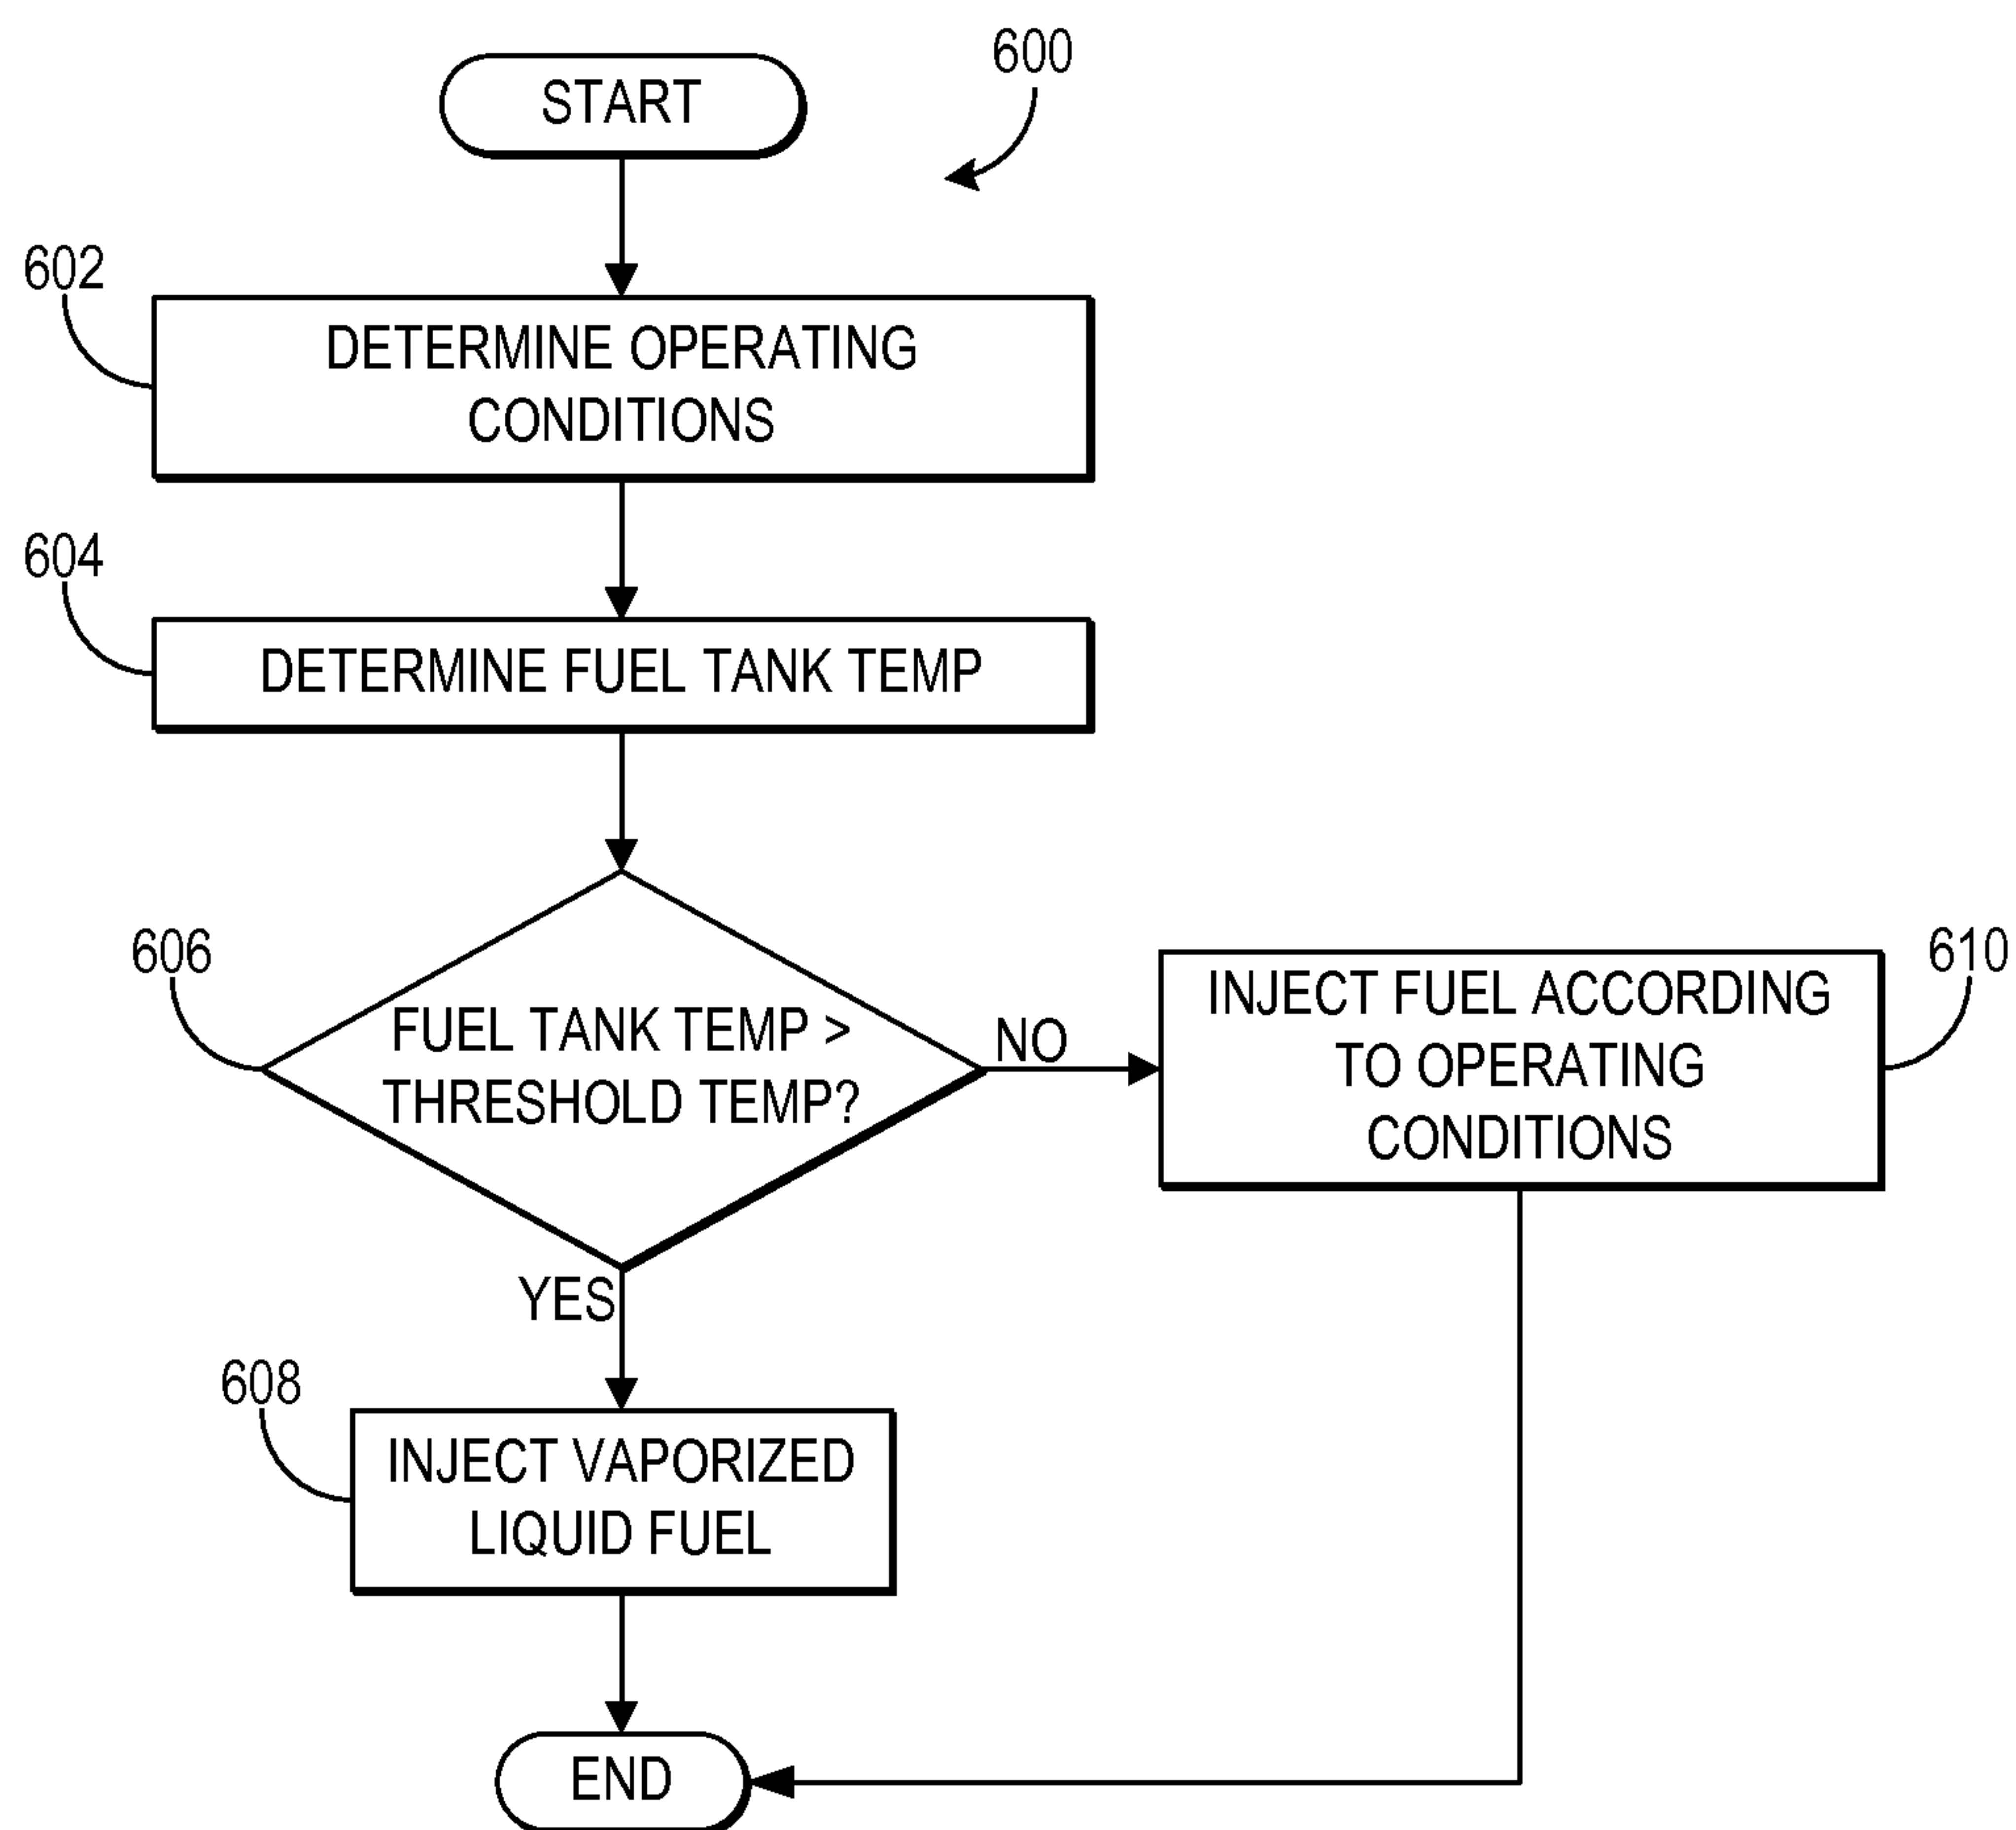 600
START
602
DETERMINE OPERATING
CONDITIONS
604
DETERMINE FUEL TANK TEMP
606
FUEL TANK TEMP >
THRESHOLD TEMP?
NO
610
INJECT FUEL ACCORDING
TO OPERATING
CONDITIONS
YES
608
INJECT VAPORIZED
LIQUID FUEL
END